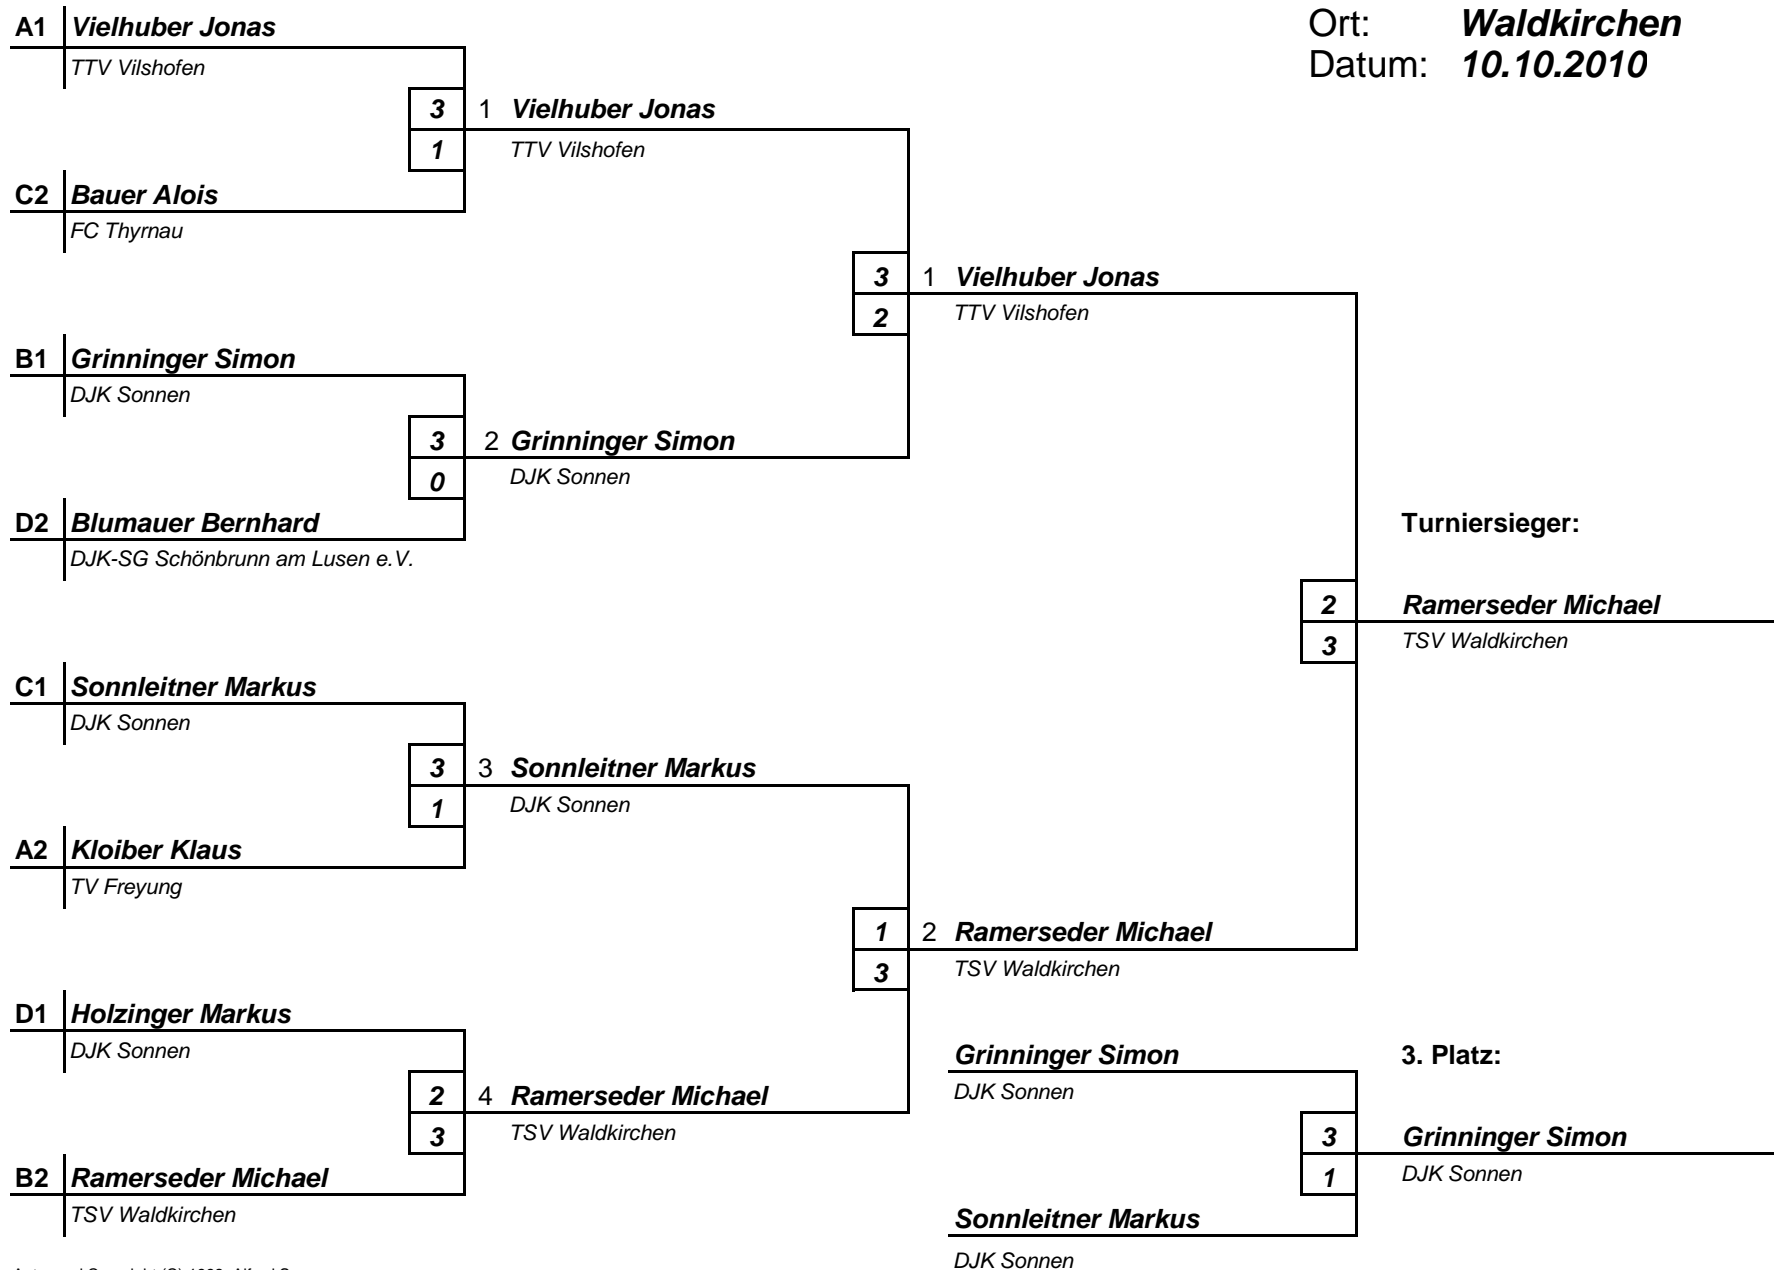 Ort: Waldkirchen
Datum: 10.10.2010
A1 Vielhuber Jonas
TTV Vilshofen
3 1 Vielhuber Jonas
1 TTV Vilshofen
C2 Bauer Alois
FC Thyrnau
3 1 Vielhuber Jonas
2 TTV Vilshofen
B1 Grinninger Simon
DJK Sonnen
3 2 Grinninger Simon
0 DJK Sonnen
D2 Blumauer Bernhard Turniersieger:
DJK-SG Schönbrunn am Lusen e.V.
2 Ramerseder Michael
3 TSV Waldkirchen
C1 Sonnleitner Markus
DJK Sonnen
3 3 Sonnleitner Markus
1 DJK Sonnen
A2 Kloiber Klaus
TV Freyung
1 2 Ramerseder Michael
3 TSV Waldkirchen
D1 Holzinger Markus
DJK Sonnen Grinninger Simon 3. Platz:
2 4 Ramerseder Michael DJK Sonnen
3 TSV Waldkirchen 3 Grinninger Simon
B2 Ramerseder Michael 1 DJK Sonnen
TSV Waldkirchen Sonnleitner Markus
DJK Sonnen